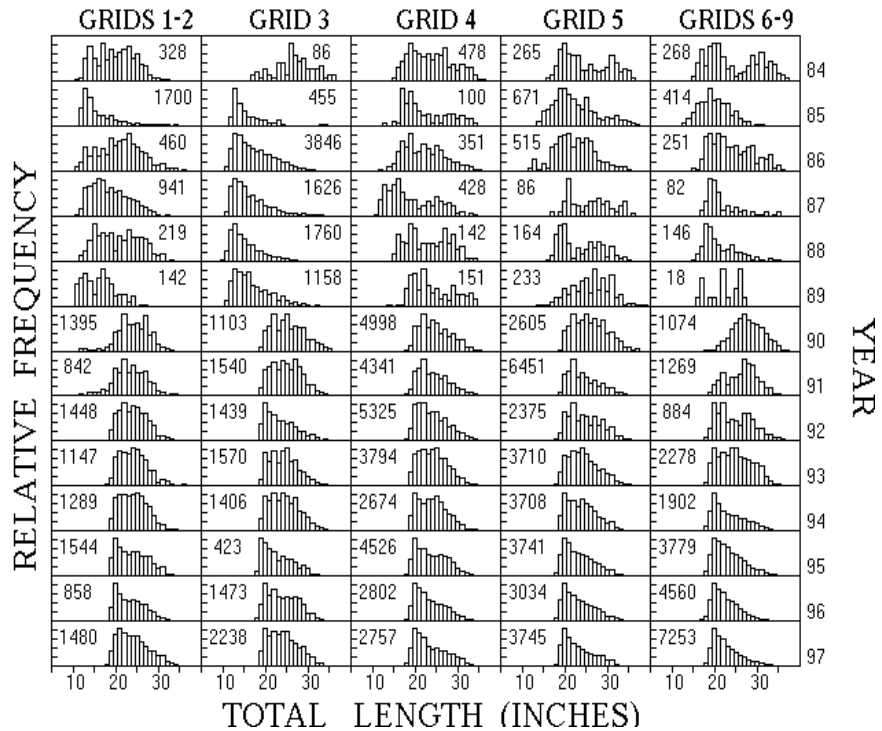 GRIDS 1-2 GRID 3 GRID 4 GRID 5 GRIDS 6-9
328 86 478 265 268 84
1700 455 100 671 414 85
460 3846 351 515 251 86
941 1626 428 86 82 87
219 1760 142 164 146 88
142 1158 151 233 18 89
1395 1103 4998 2605 1074 90
842 1540 4341 6451 1269 91
1448 1439 5325 2375 884 92
1147 1570 3794 3710 2278 93
1289 1406 2674 3708 1902 94
1544 423 4526 3741 3779 95
858 1473 2802 3034 4560 96
1480 2238 2757 3745 7253 97
10 20 30 10 20 30 10 20 30 10 20 30 10 20 30
TOTAL LENGTH (INCHES)
RELATIVE FREQUENCY
YEAR